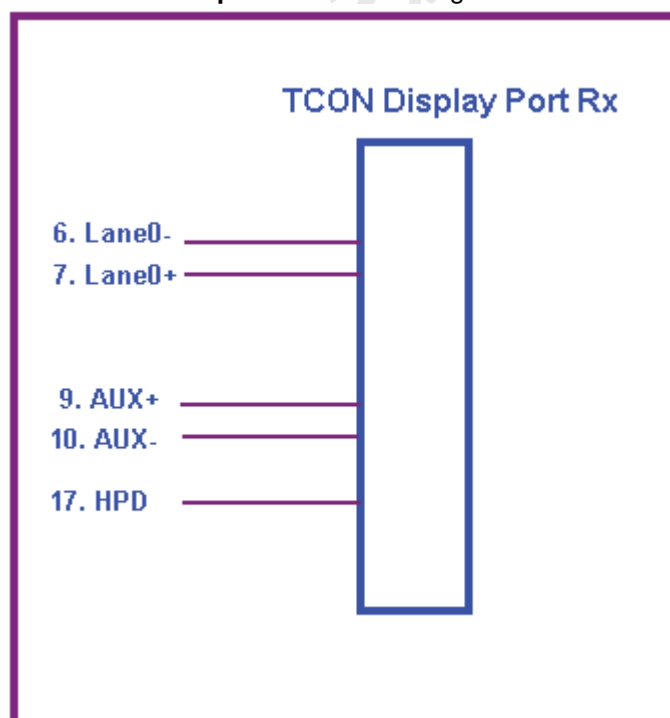 TCON Display Port Rx
6. Lane0-
7. Lane0+
9. AUX+
10. AUX-
17. HPD